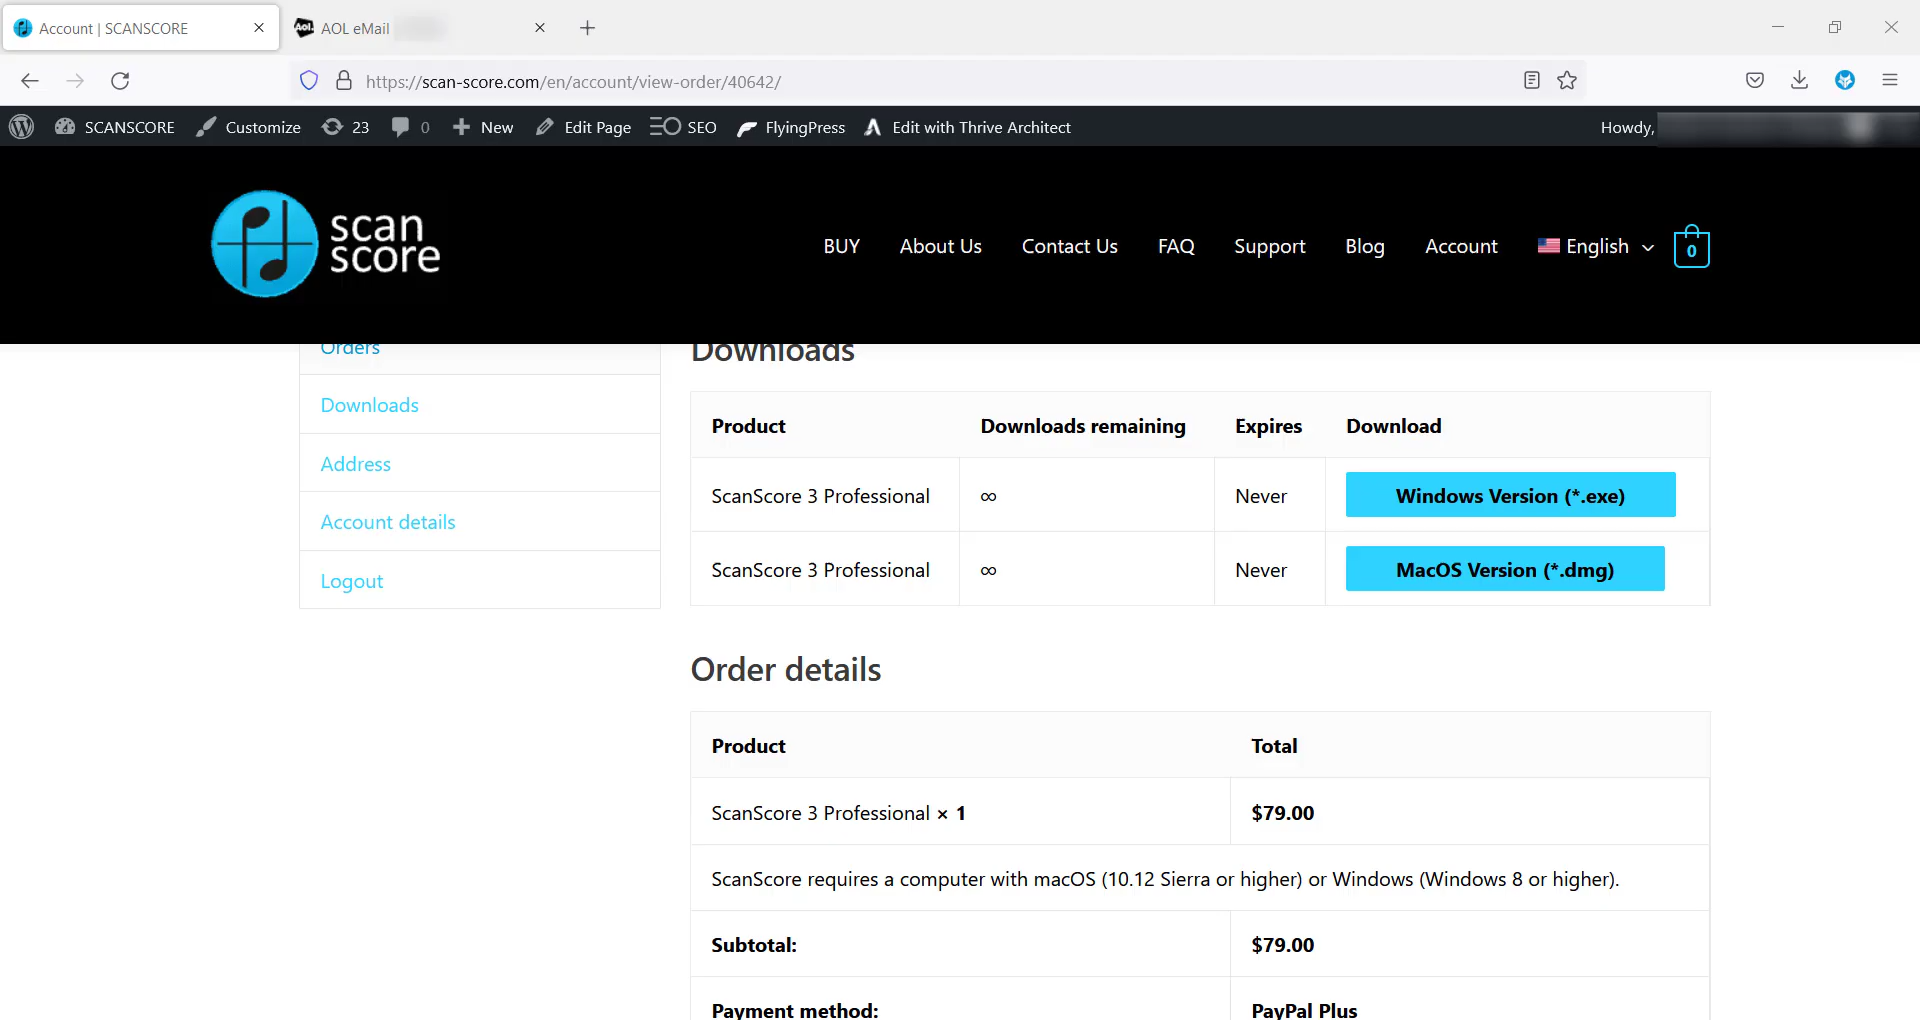 Account | SCANSCORE
AOL eMail
https://scan-score.com/en/account/view-order/40642/
SCANSCORE Customize 23 0 New Edit Page SEO FlyingPress Edit with Thrive Architect Howdy,
scan
score
BUY About Us Contact Us FAQ Support Blog Account English 0
Orders
Downloads
Address
Account details
Logout
Downloads
Product Downloads remaining Expires Download
ScanScore 3 Professional ∞ Never Windows Version (*.exe)
ScanScore 3 Professional ∞ Never MacOS Version (*.dmg)
Order details
Product Total
ScanScore 3 Professional × 1 $79.00
ScanScore requires a computer with macOS (10.12 Sierra or higher) or Windows (Windows 8 or higher).
Subtotal: $79.00
Payment method: PayPal Plus